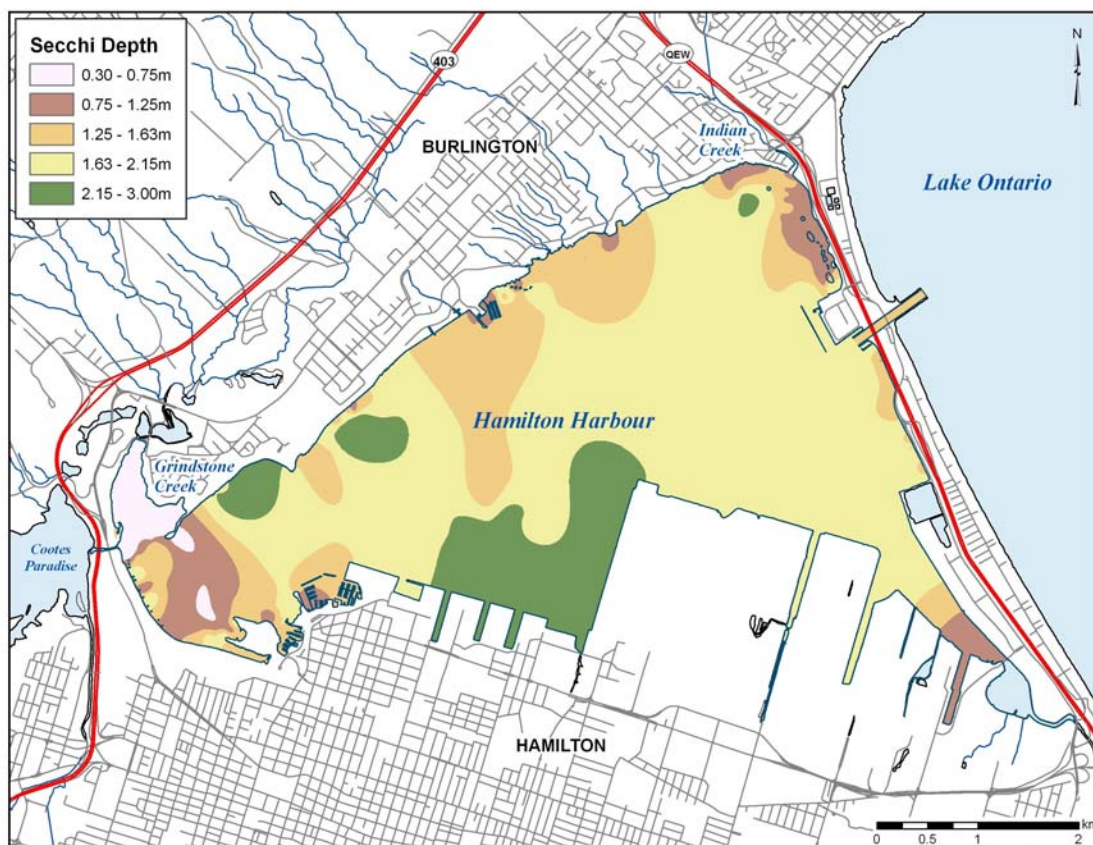 Secchi Depth
0.30 - 0.75m
0.75 - 1.25m
1.25 - 1.63m
1.63 - 2.15m
2.15 - 3.00m
403
QEW
N
BURLINGTON
Indian
Creek
Lake Ontario
Hamilton Harbour
Grindstone
Creek
Cootes
Paradise
HAMILTON
km
0 0.5 1 2